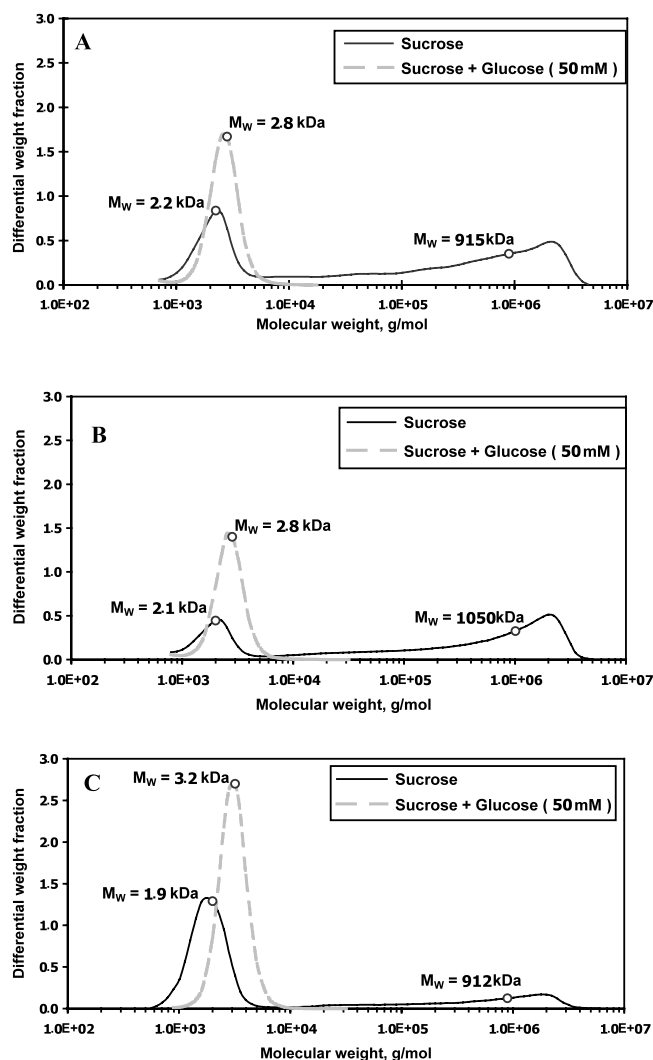 A
Sucrose
Sucrose + Glucose ( 50 mM )
3.0
2.5
2.0
1.5
1.0
0.5
0.0
Differential weight fraction
MW = 2.8 kDa
MW = 2.2 kDa
MW = 915kDa
1.0E+02 1.0E+03 1.0E+04 1.0E+05 1.0E+06 1.0E+07
Molecular weight, g/mol
B
Sucrose
Sucrose + Glucose ( 50 mM )
3.0
2.5
2.0
1.5
1.0
0.5
0.0
Differential weight fraction
MW = 2.8 kDa
MW = 2.1 kDa
MW = 1050kDa
1.0E+02 1.0E+03 1.0E+04 1.0E+05 1.0E+06 1.0E+07
Molecular weight, g/mol
C
Sucrose
Sucrose + Glucose ( 50 mM )
3.0
2.5
2.0
1.5
1.0
0.5
0.0
Differential weight fraction
MW = 3.2 kDa
MW = 1.9 kDa
MW = 912kDa
1.0E+02 1.0E+03 1.0E+04 1.0E+05 1.0E+06 1.0E+07
Molecular weight, g/mol